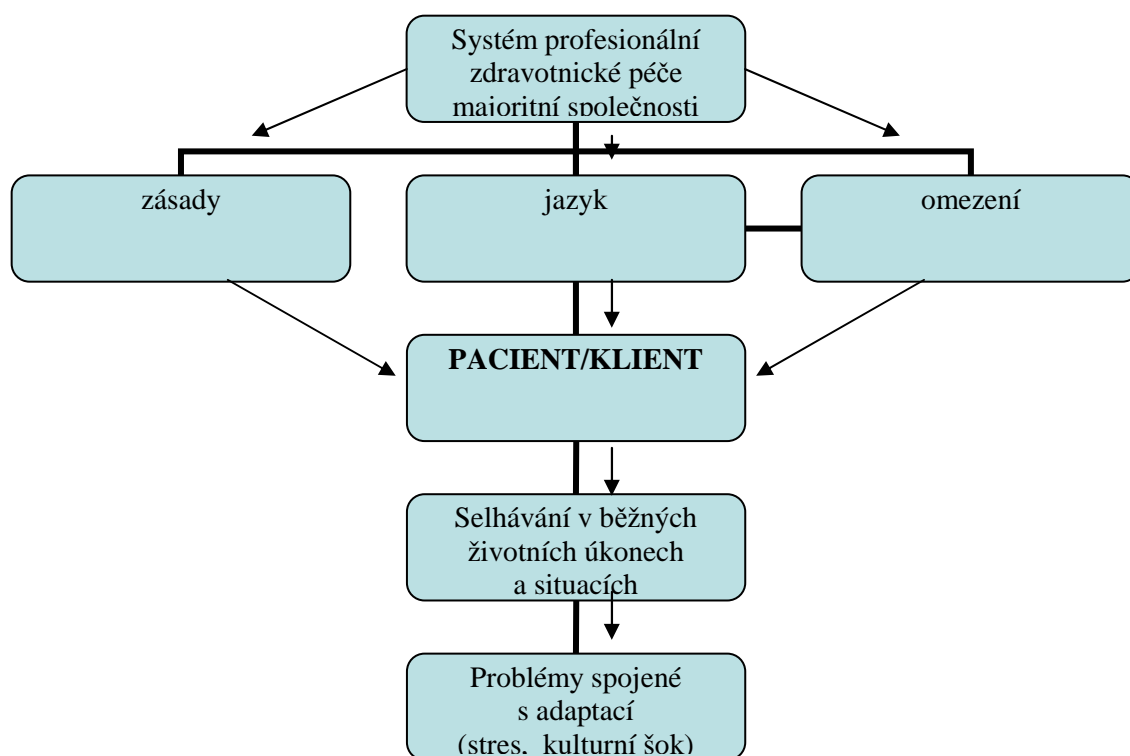 Systém profesionální
zdravotnické péče
majoritní společnosti
zásady
jazyk
omezení
PACIENT/KLIENT
Selhávání v běžných
životních úkonech
a situacích
Problémy spojené
s adaptací
(stres, kulturní šok)